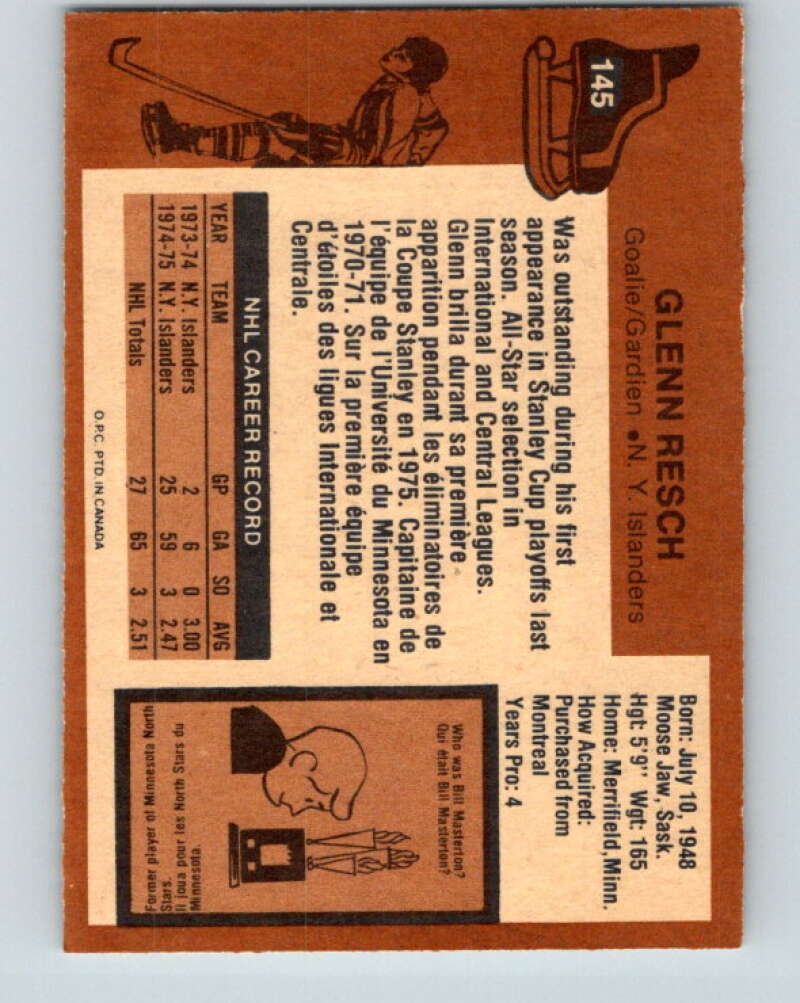 145
GLENN RESCH
Goalie/Gardien • N. Y. Islanders
Was outstanding during his first
appearance in Stanley Cup playoffs last
season. All-Star selection in
International and Central Leagues.
Glenn brilla durant sa première
apparition pendant les éliminatoires de
la Coupe Stanley en 1975. Capitaine de
l'équipe de l'Université du Minnesota en
1970-71. Sur la première équipe
d'étoiles des ligues Internationale et
Centrale.
NHL CAREER RECORD
YEAR TEAM GP GA SO AVG
1973-74 N.Y. Islanders 2 6 0 3.00
1974-75 N.Y. Islanders 25 59 3 2.47
NHL Totals 27 65 3 2.51
O.P.C. PTD. IN CANADA
Born: July 10, 1948
Moose Jaw, Sask.
Hgt: 5'9'' Wgt: 165
Home: Merrifield, Minn.
How Acquired:
Purchased from
Montreal
Years Pro: 4
Who was Bill Masterton?
Qui était Bill Masterton?
Former player of Minnesota North
Stars.
Il joua pour les North Stars du
Minnesota.